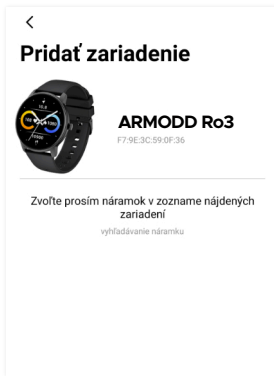 Pridať zariadenie
ARMODD Ro3
F7:9E:3C:59:0F:36
Zvoľte prosím náramok v zozname nájdených
zariadení
vyhľadávanie náramku